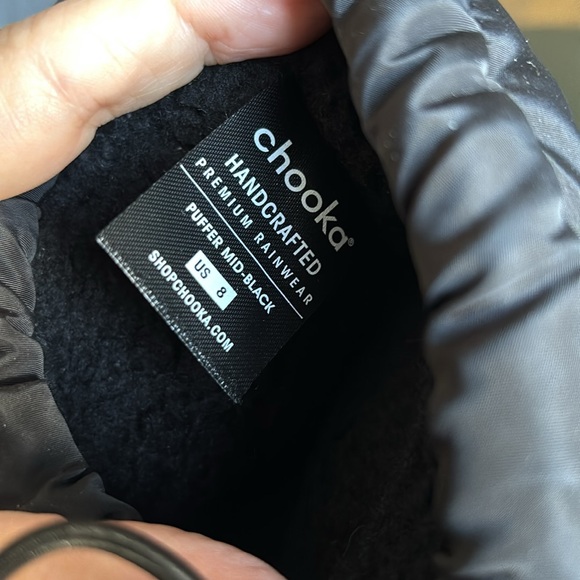 chooka®
HANDCRAFTED
PREMIUM RAINWEAR
PUFFER MID-BLACK
US 8
SHOPCHOOKA.COM